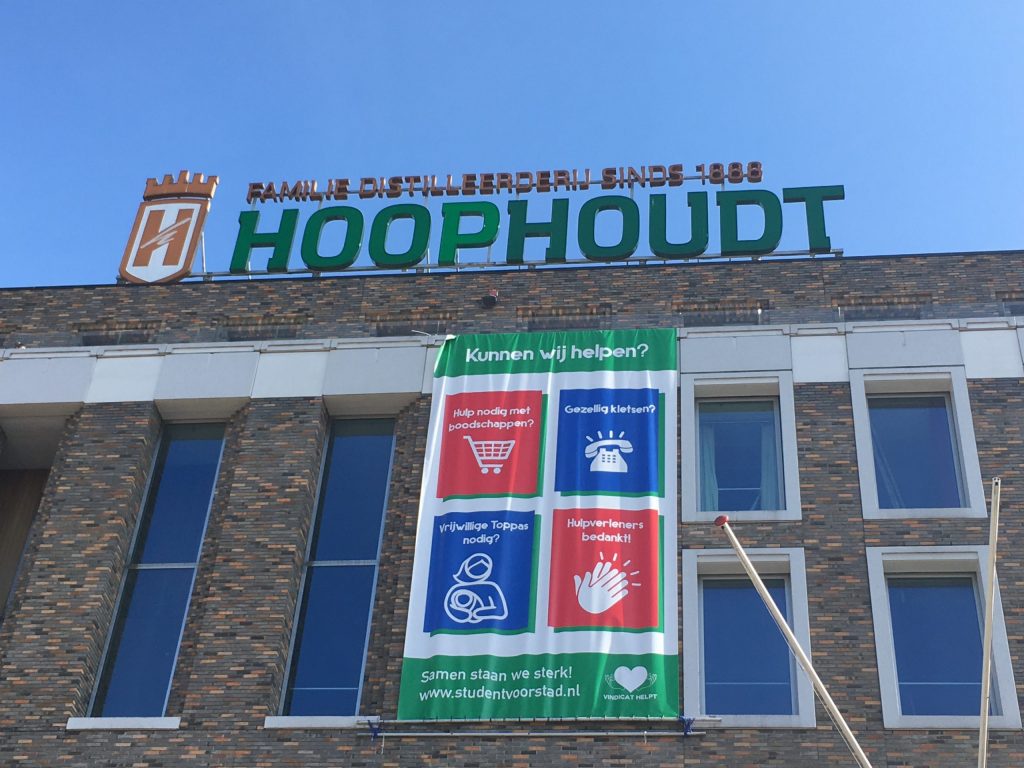 FAMILIE DISTILLEERDERIJ SINDS 1888
H
HOOPHOUDT
Kunnen wij helpen?
Hulp nodig met
boodschappen?
Gezellig kletsen?
Vrijwillige Toppas
nodig?
Hulpverleners
bedankt!
Samen staan we sterk!
www.studentvoorstad.nl
VINDICAT HELPT